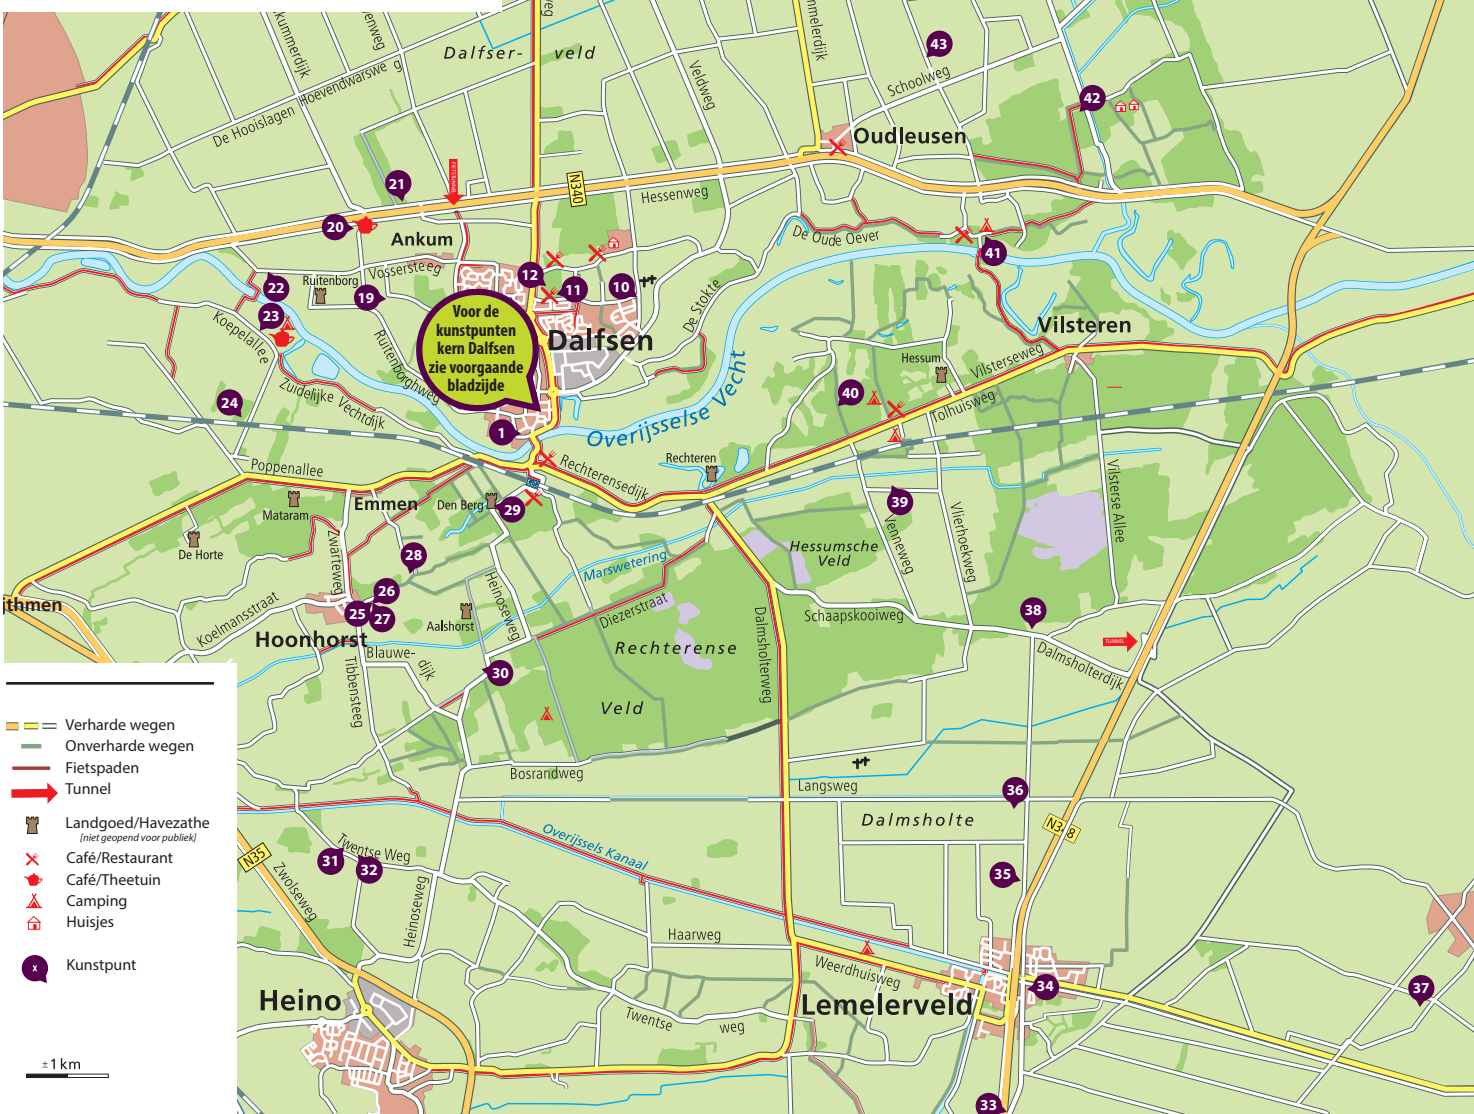 Dalfser- veld
43
Schoolweg
Veldweg
De Hooislagen
Hoevendwarsweg
42
Oudleusen
21
N340
Hessenweg
20
Ankum
De Oude Oever
41
Vossersteeg
12
11
10
22
Ruitenborg
19
De Stokte
23
Koepelallee
Ruitenborghweg
Voor de
kunstpunten
kern Dalfsen
zie voorgaande
bladzijde
Dalfsen
Vilsteren
Hessum
Vilsterseweg
40
Tolhuisweg
24
Zuidelijke Vechtdijk
1
Overijsselse Vecht
Poppenallee
Rechterensedijk
Rechteren
Vilsterse Allee
Mataram
Emmen
Den Berg
29
39
Venneweg
Vlierhoekweg
De Horte
Zwarteweg
28
Hessumsche
Veld
Marswetering
ithmen
26
25
27
Koelmansstraat
Heinoseweg
Aalshorst
Diezerstraat
Dalmsholterweg
Schaapskooiweg
38
TUNNEL
Dalmsholterdijk
Hoonhorst
Blauwe-
dijk
Tibbensteeg
Rechterense
Veld
30
Verharde wegen
Onverharde wegen
Fietspaden
Tunnel
Landgoed/Havezathe
[niet geopend voor publiek]
Café/Restaurant
Café/Theetuin
Camping
Huisjes
x
Kunstpunt
± 1 km
Bosrandweg
Langsweg
36
Dalmsholte
N348
N35
Zwolseweg
31
32
Twentse Weg
Overijssels Kanaal
35
Heinoseweg
Haarweg
Weerdhuisweg
Heino
Twentse weg
Lemelerveld
34
37
33